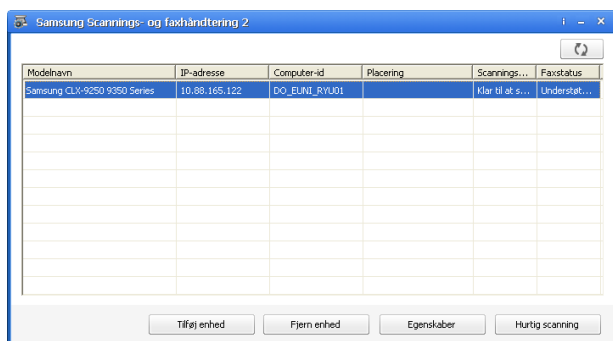 Samsung Scannings- og faxhåndtering 2
Modelnavn IP-adresse Computer-id Placering Scannings... Faxstatus
Samsung CLX-9250 9350 Series 10.88.165.122 DO_EUNI_RYU01 Klar til at s... Understøt...
Tilføj enhed Fjern enhed Egenskaber Hurtig scanning